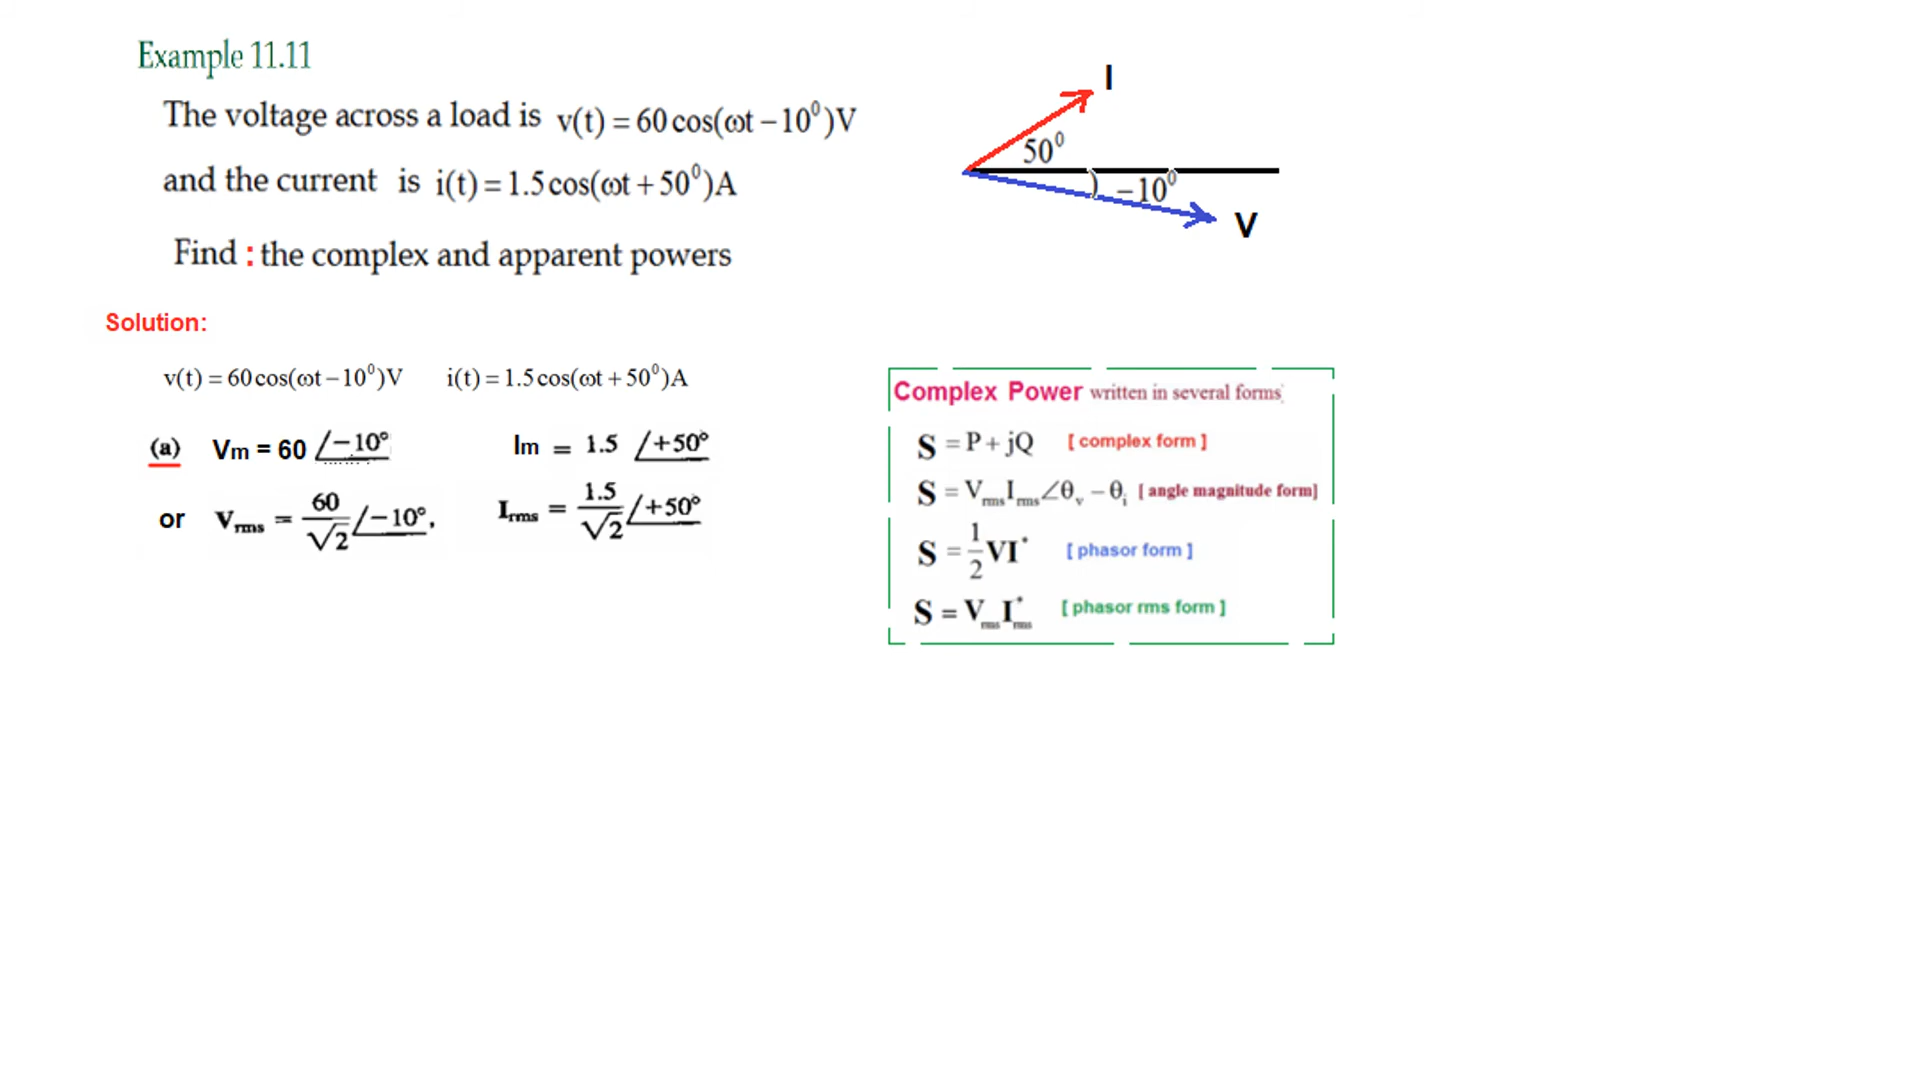 Example 11.11
The voltage across a load is v(t) = 60 cos(ωt − 10⁰)V
and the current is i(t) = 1.5 cos(ωt + 50⁰)A
Find : the complex and apparent powers
I
50⁰
−10⁰
V
Solution:
v(t) = 60 cos(ωt − 10⁰)V i(t) = 1.5 cos(ωt + 50⁰)A
(a) Vm = 60 ∠−10° Im = 1.5 ∠+50°
or Vrms = 60/√2 ∠−10°, Irms = 1.5/√2 ∠+50°
Complex Power written in several forms
S = P + jQ [ complex form ]
S = VrmsIrms∠θv − θi [ angle magnitude form]
S = 1/2 VI* [ phasor form ]
S = VrmsI*rms [ phasor rms form ]